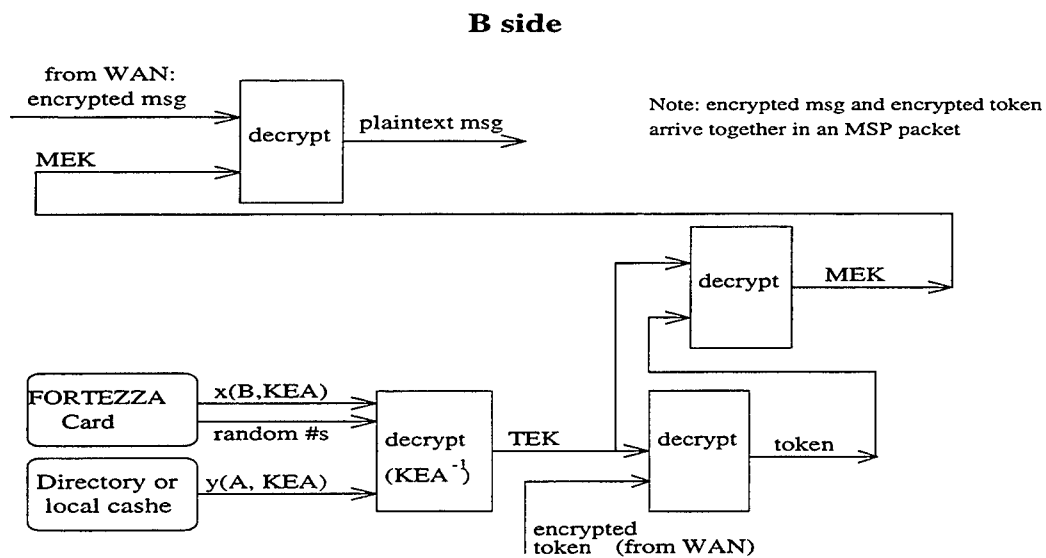 B side
from WAN:
encrypted msg
decrypt
plaintext msg
Note: encrypted msg and encrypted token
arrive together in an MSP packet
MEK
decrypt
MEK
FORTEZZA
Card
x(B,KEA)
random #s
decrypt
(KEA⁻¹)
TEK
decrypt
token
Directory or
local cashe
y(A, KEA)
encrypted
token (from WAN)